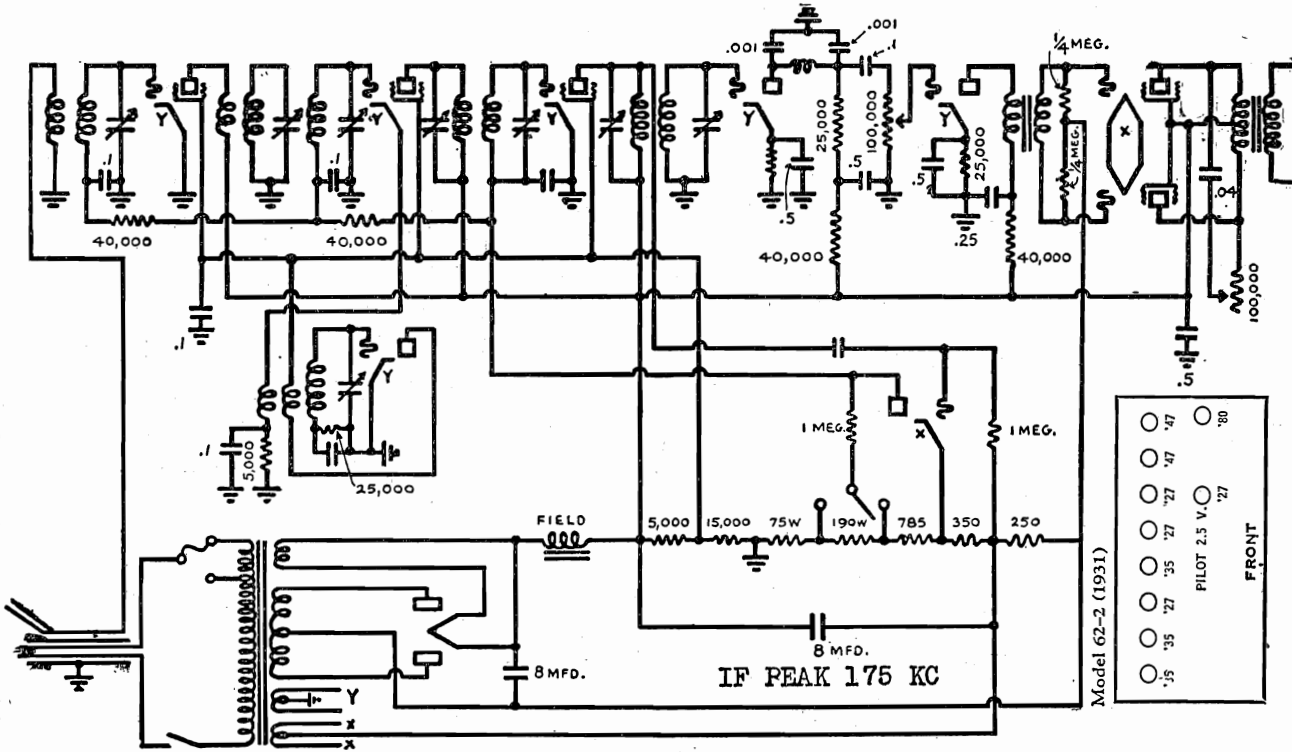 .001
.001
.1
1/4 MEG.
Y
.1
Y
.1
Y
Y
25,000
100,000
.5
.5
Y
.5
25,000
.25
1/4 MEG.
X
.04
40,000
40,000
40,000
40,000
100,000
.1
Y
.1
5,000
25,000
.5
1 MEG.
X
1 MEG.
FIELD
5,000
15,000
75W
190W
785
350
250
8 MFD.
8 MFD.
IF PEAK 175 KC
Y
X
X
Model 62-2 (1931)
'47
'80
'47
'27
'27
'27
'35
'27
'35
'35
PILOT 2.5 V.
FRONT